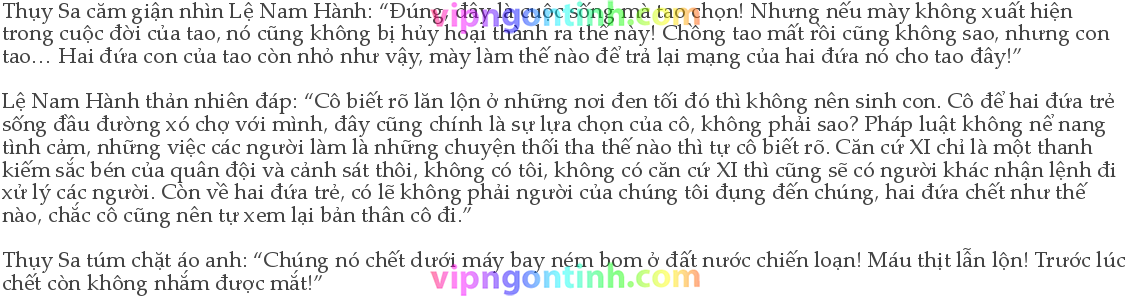 Thụy Sa căm giận nhìn Lệ Nam Hành: “Đúng, đây là cuộc sống mà tao chọn! Nhưng nếu mày không xuất hiện
trong cuộc đời của tao, nó cũng không bị hủy hoại thành ra thế này! Chồng tao mất rồi cũng không sao, nhưng con
tao… Hai đứa con của tao còn nhỏ như vậy, mày làm thế nào để trả lại mạng của hai đứa nó cho tao đây!”
Lệ Nam Hành thản nhiên đáp: “Cô biết rõ lăn lộn ở những nơi đen tối đó thì không nên sinh con. Cô để hai đứa trẻ
sống đầu đường xó chợ với mình, đây cũng chính là sự lựa chọn của cô, không phải sao? Pháp luật không nể nang
tình cảm, những việc các người làm là những chuyện thối tha thế nào thì tự cô biết rõ. Căn cứ XI chỉ là một thanh
kiếm sắc bén của quân đội và cảnh sát thôi, không có tôi, không có căn cứ XI thì cũng sẽ có người khác nhận lệnh đi
xử lý các người. Còn về hai đứa trẻ, có lẽ không phải người của chúng tôi đụng đến chúng, hai đứa chết như thế
nào, chắc cô cũng nên tự xem lại bản thân cô đi.”
Thụy Sa túm chặt áo anh: “Chúng nó chết dưới máy bay ném bom ở đất nước chiến loạn! Máu thịt lẫn lộn! Trước lúc
chết còn không nhắm được mắt!”
vipngontinh.com
vipngontinh.com